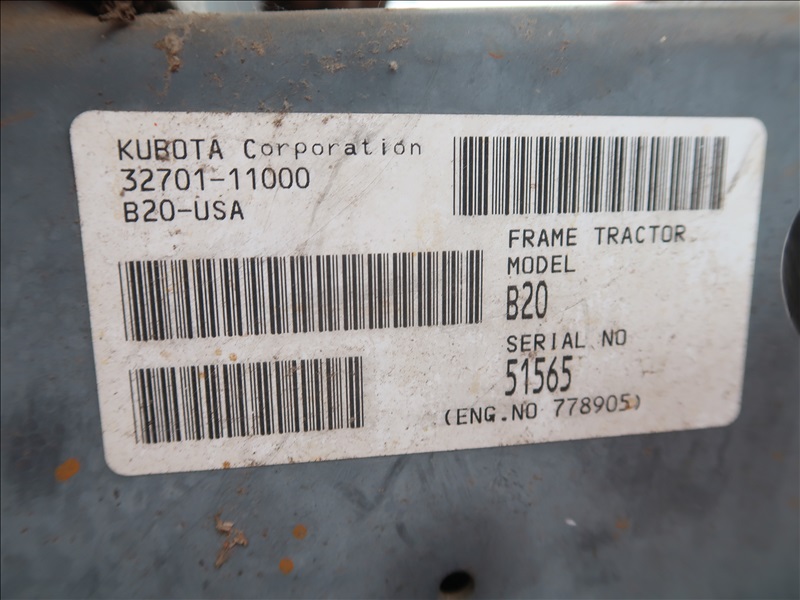 KUBOTA Corporation
32701-11000
B20-USA
FRAME TRACTOR
MODEL
B20
SERIAL NO
51565
(ENG.NO 778905)